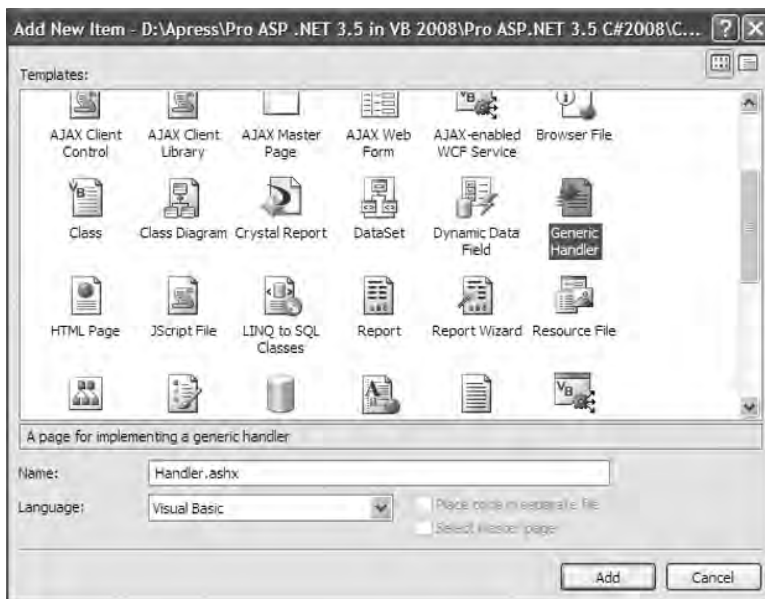 Add New Item - D:\Apress\Pro ASP .NET 3.5 in VB 2008\Pro ASP.NET 3.5 C#2008\C...
Templates:
AJAX Client Control
AJAX Client Library
AJAX Master Page
AJAX Web Form
AJAX-enabled WCF Service
Browser File
Class
Class Diagram
Crystal Report
DataSet
Dynamic Data Field
Generic Handler
HTML Page
JScript File
LINQ to SQL Classes
Report
Report Wizard
Resource File
A page for implementing a generic handler
Name:
Handler.ashx
Language:
Visual Basic
Place code in separate file
Select master page
Add
Cancel